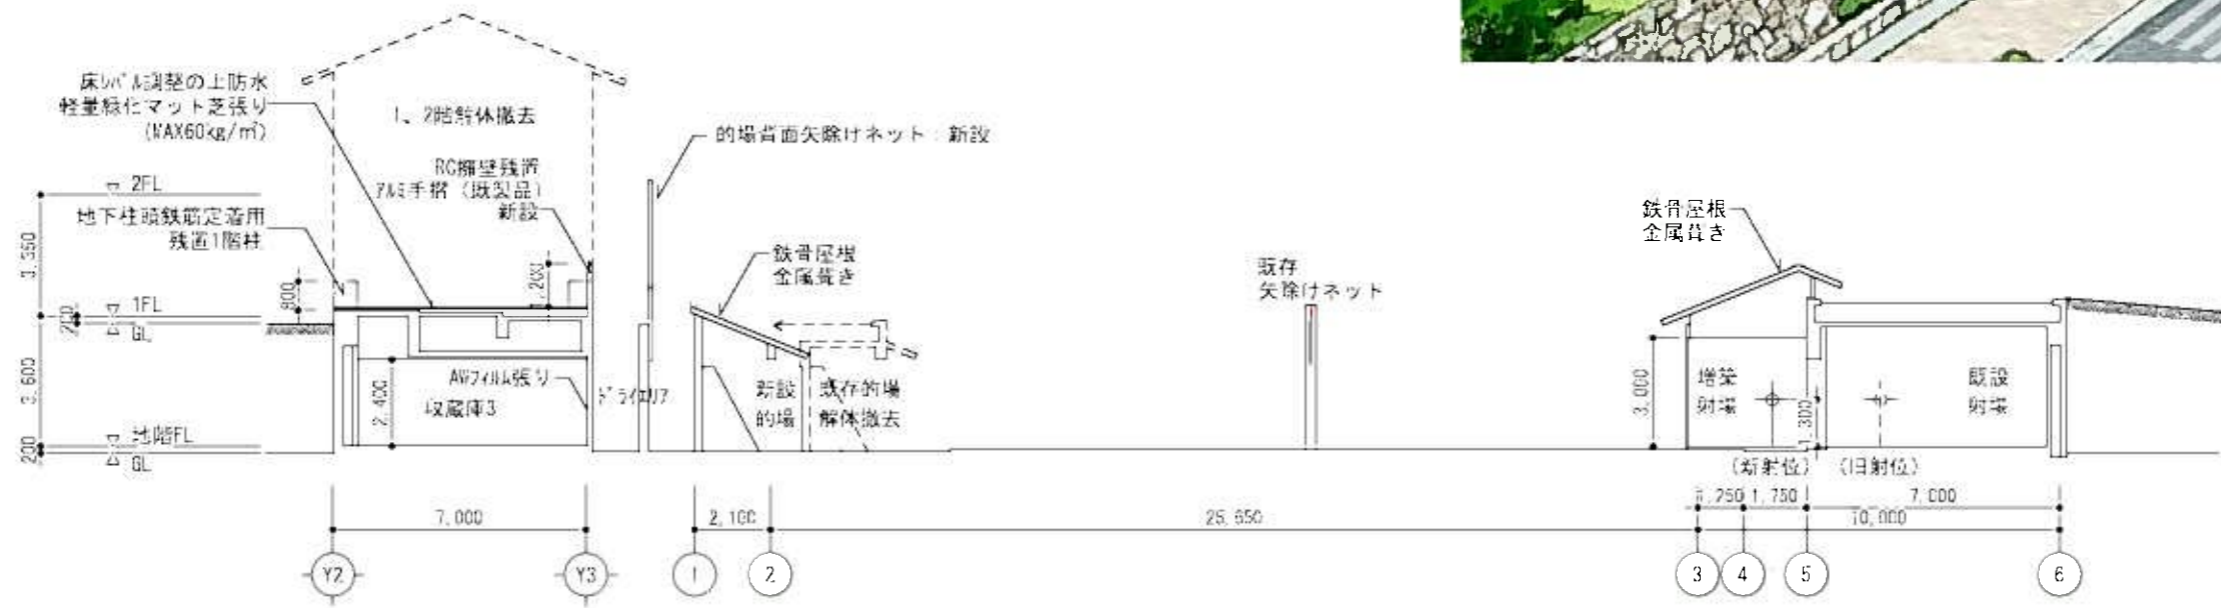 床ﾚﾍﾞﾙ調整の上防水
軽量緑化マット芝張り
(MAX60kg/㎡)
1、2階解体撤去
RC擁壁残置
ｱﾙﾐ手摺（既製品）
新設
的場背面矢除けネット：新設
2FL
地下柱頭鉄筋定着用
残置1階柱
鉄骨屋根
金属葺き
既存
矢除けネット
鉄骨屋根
金属葺き
800
1,200
1FL
200
GL
3,600
2,400
AWﾌｨﾙﾑ張り
収蔵庫3
ﾄﾞﾗｲｴﾘｱ
新設
的場
既存的場
解体撤去
3,000
増築
射場
1,300
既設
射場
地階FL
200
GL
(新射位)
(旧射位)
1,250
1,750
7,000
7,000
2,100
25,650
10,000
Y2
Y3
1
2
3
4
5
6